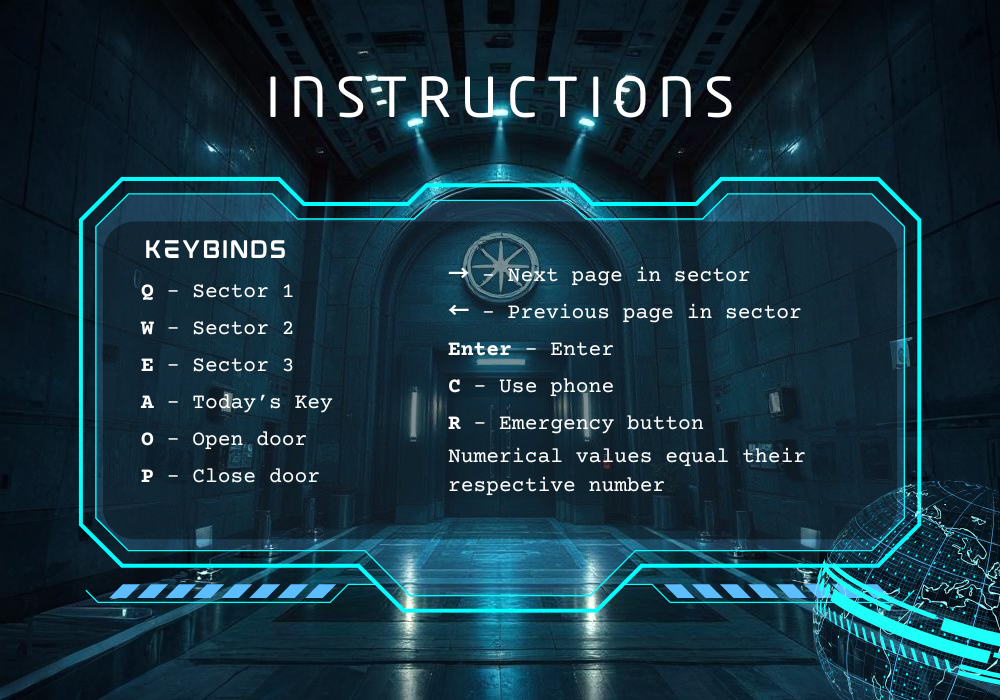 INSTRUCTIONS
KEYBINDS
Q – Sector 1
W – Sector 2
E – Sector 3
A – Today’s Key
O – Open door
P – Close door
→ – Next page in sector
← – Previous page in sector
Enter – Enter
C – Use phone
R – Emergency button
Numerical values equal their
respective number